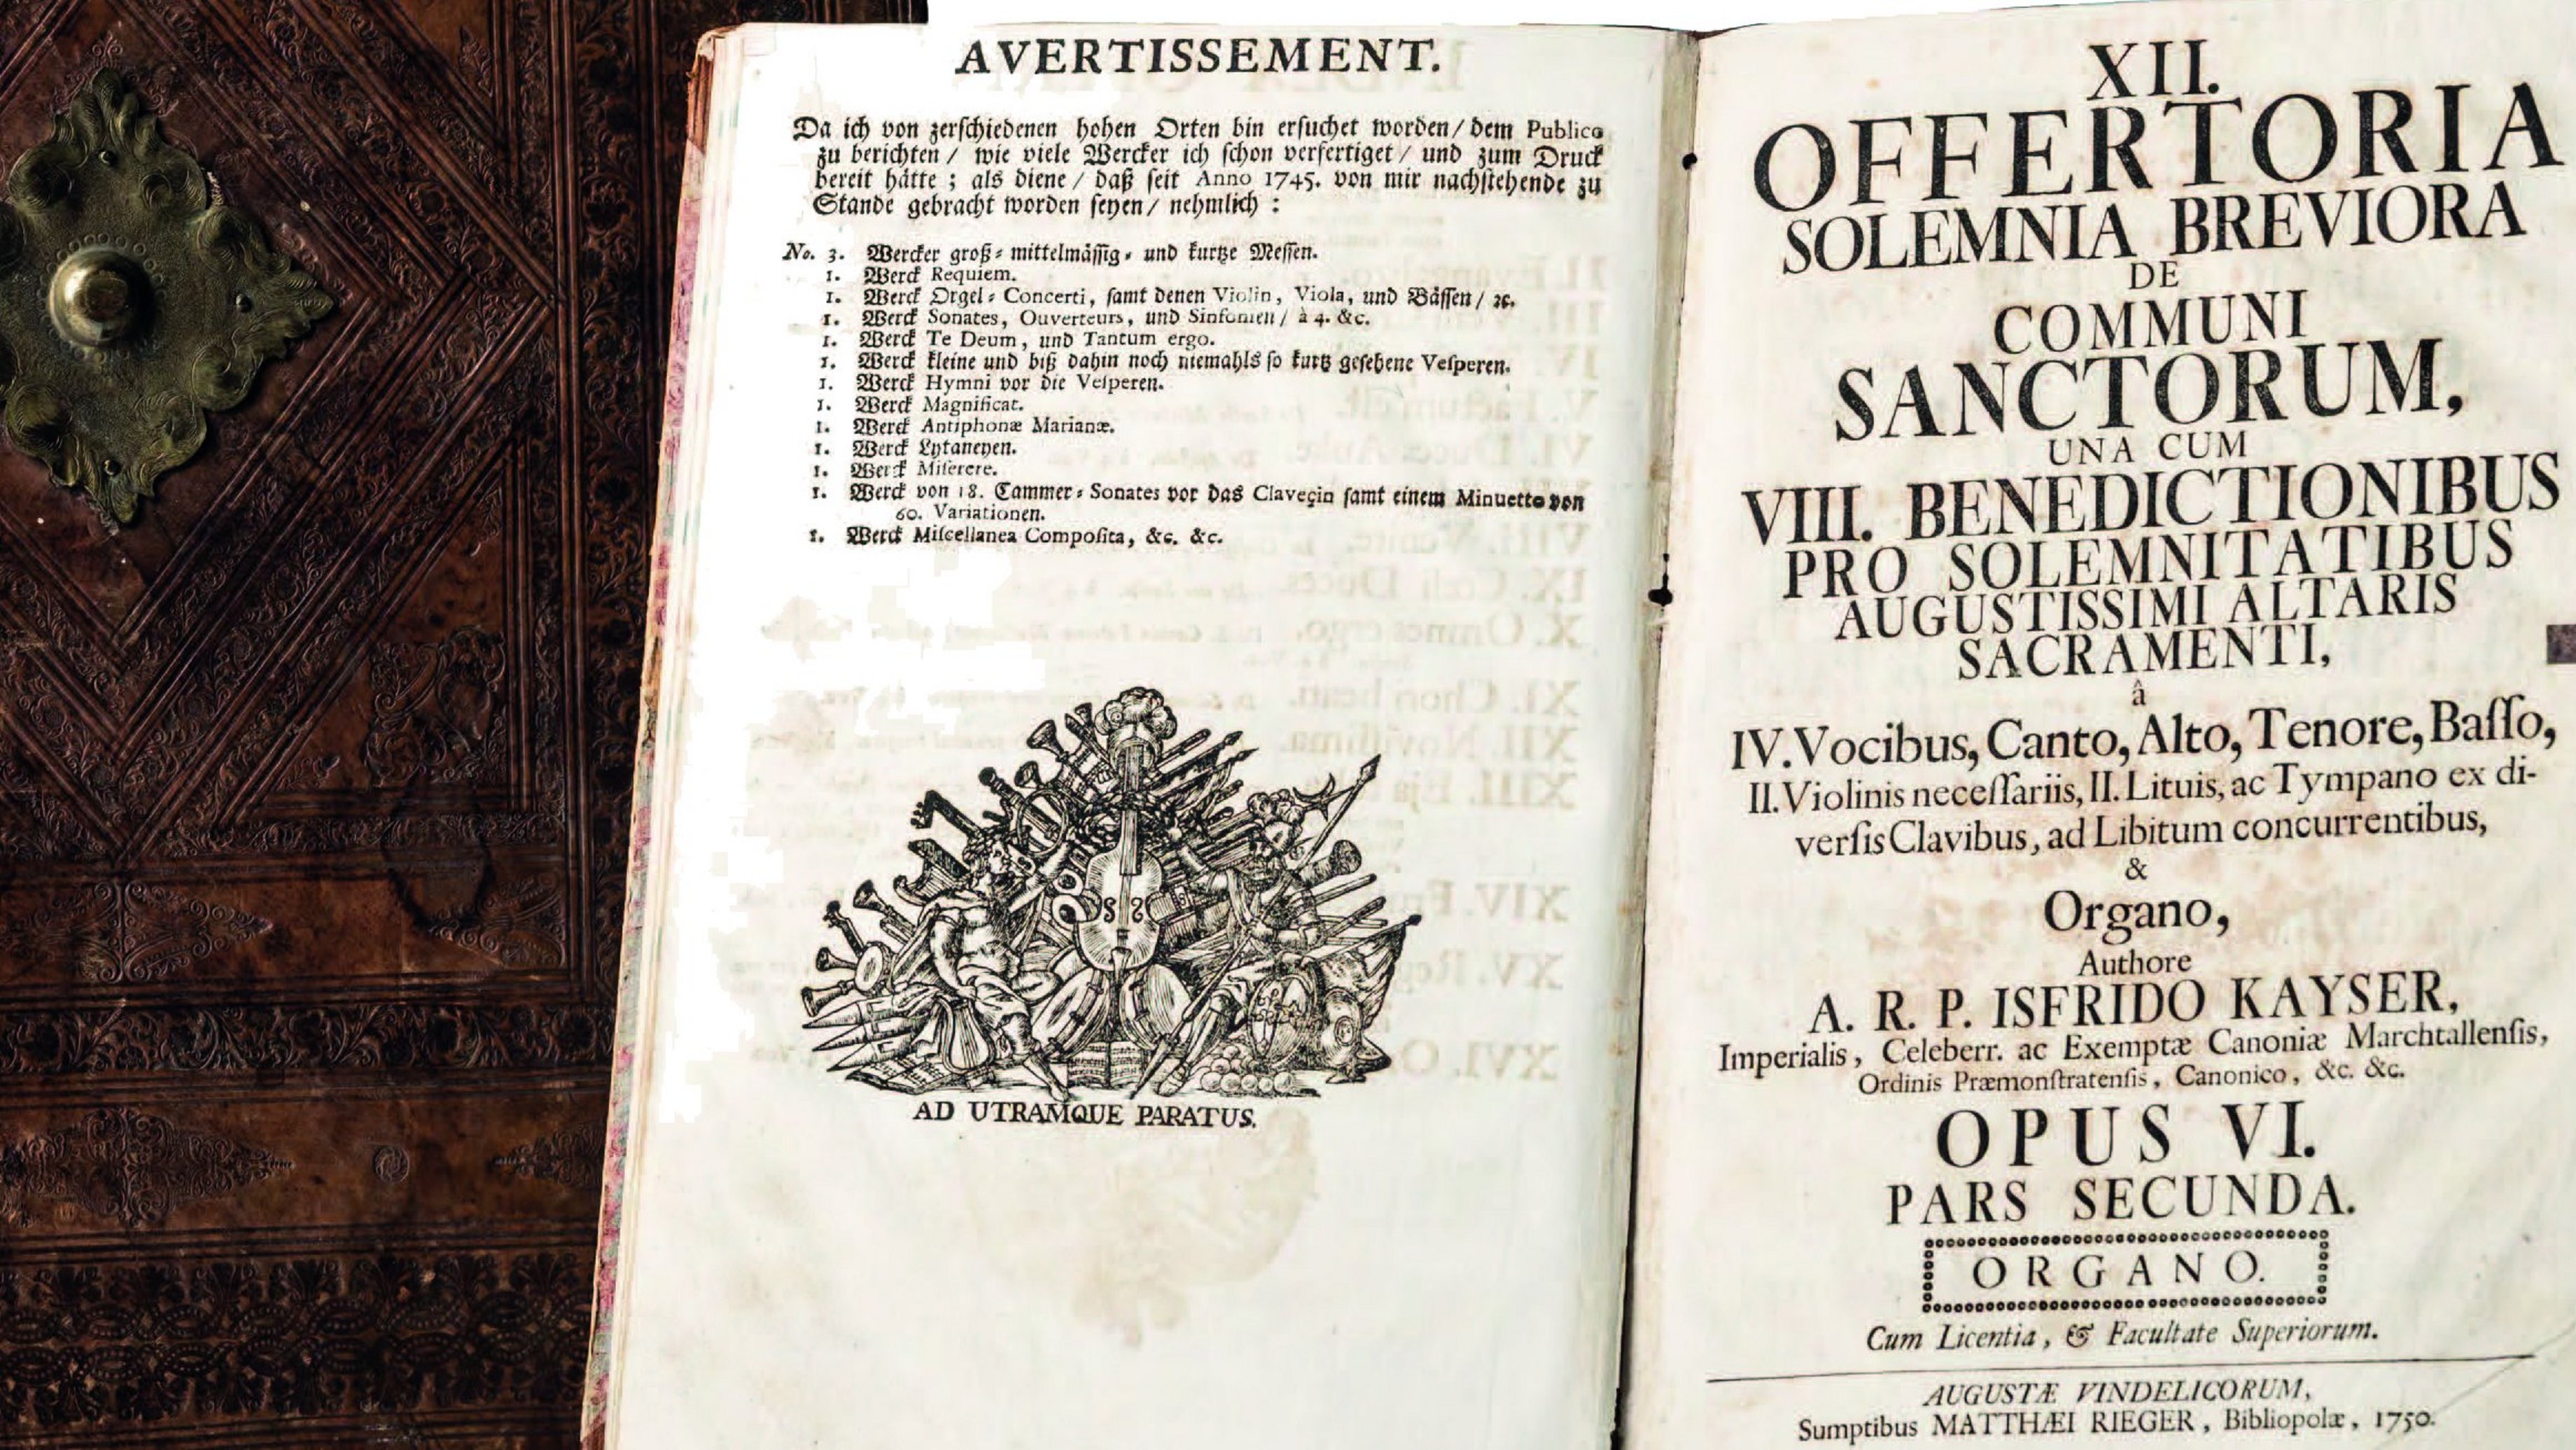 AVERTISSEMENT.
Da ich von zerschiedenen hohen Orten bin ersuchet worden/ dem Publico
zu berichten / wie viele Wercker ich schon verfertiget / und zum Druck
bereit hätte ; als diene / daß seit Anno 1745. von mir nachstehende zu
Stande gebracht worden seyen / nehmlich :
No. 3. Wercker groß- mittelmässig- und kurtze Messen.
1. Werck Requiem.
1. Werck Orgel- Concerti, samt denen Violin, Viola, und Bässen / ꝛc.
1. Werck Sonates, Ouverteurs, und Sinfonien / à 4. &c.
1. Werck Te Deum, und Tantum ergo.
1. Werck kleine und biß dahin noch niemahls so kurtz gesehene Vesperen.
1. Werck Hymni vor die Vesperen.
1. Werck Magnificat.
1. Werck Antiphonæ Marianæ.
1. Werck Lytaneyen.
1. Werck Miserere.
1. Werck von 18. Cammer- Sonates vor das Claveçin samt einem Minuetto von
60. Variationen.
1. Werck Miſcellanea Compoſita, &c. &c.
AD UTRAMQUE PARATUS.
XII.
OFFERTORIA
SOLEMNIA BREVIORA
DE
COMMUNI
SANCTORUM,
UNA CUM
VIII. BENEDICTIONIBUS
PRO SOLEMNITATIBUS
AUGUSTISSIMI ALTARIS
SACRAMENTI,
â
IV. Vocibus, Canto, Alto, Tenore, Baſſo,
II. Violinis neceſſariis, II. Lituis, ac Tympano ex di-
verſis Clavibus, ad Libitum concurrentibus,
&
Organo,
Authore
A. R. P. ISFRIDO KAYSER,
Imperialis, Celeberr. ac Exemptæ Canoniæ Marchtallenſis,
Ordinis Præmonſtratenſis, Canonico, &c. &c.
OPUS VI.
PARS SECUNDA.
ORGANO.
Cum Licentia, & Facultate Superiorum.
AUGUSTÆ VINDELICORUM,
Sumptibus MATTHÆI RIEGER, Bibliopolæ, 1750.